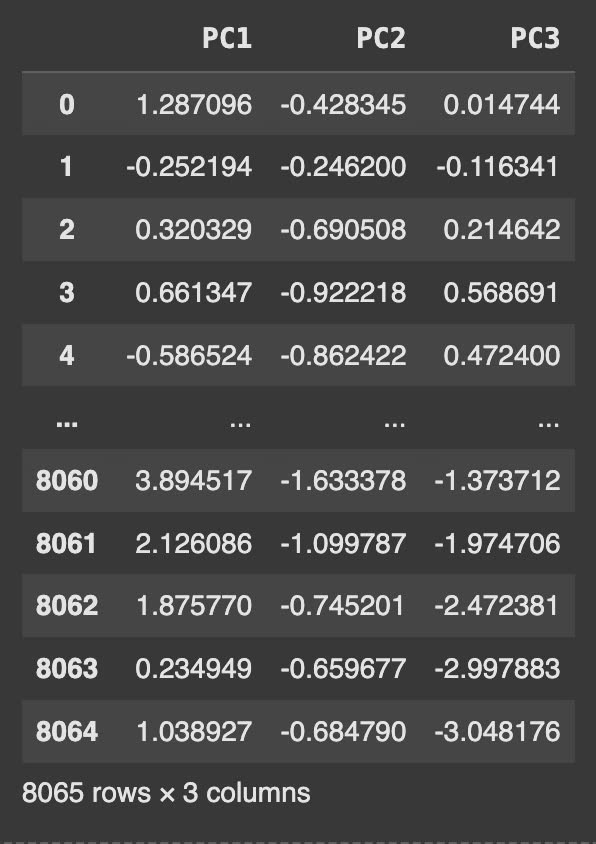 PC1 PC2 PC3
0 1.287096 -0.428345 0.014744
1 -0.252194 -0.246200 -0.116341
2 0.320329 -0.690508 0.214642
3 0.661347 -0.922218 0.568691
4 -0.586524 -0.862422 0.472400
... ... ... ...
8060 3.894517 -1.633378 -1.373712
8061 2.126086 -1.099787 -1.974706
8062 1.875770 -0.745201 -2.472381
8063 0.234949 -0.659677 -2.997883
8064 1.038927 -0.684790 -3.048176
8065 rows × 3 columns